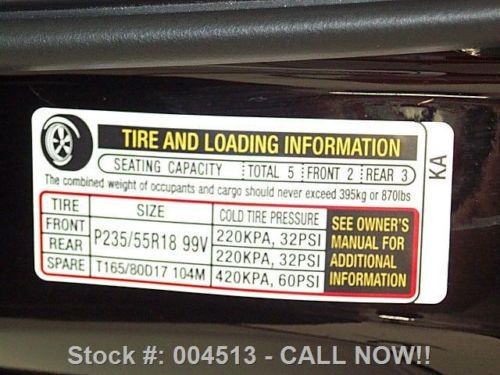 TIRE AND LOADING INFORMATION
SEATING CAPACITY TOTAL 5 FRONT 2 REAR 3
The combined weight of occupants and cargo should never exceed 395kg or 870lbs
TIRE SIZE COLD TIRE PRESSURE
FRONT P235/55R18 99V 220KPA, 32PSI
REAR 220KPA, 32PSI
SPARE T165/80D17 104M 420KPA, 60PSI
SEE OWNER'S
MANUAL FOR
ADDITIONAL
INFORMATION
KA
Stock #: 004513 - CALL NOW!!